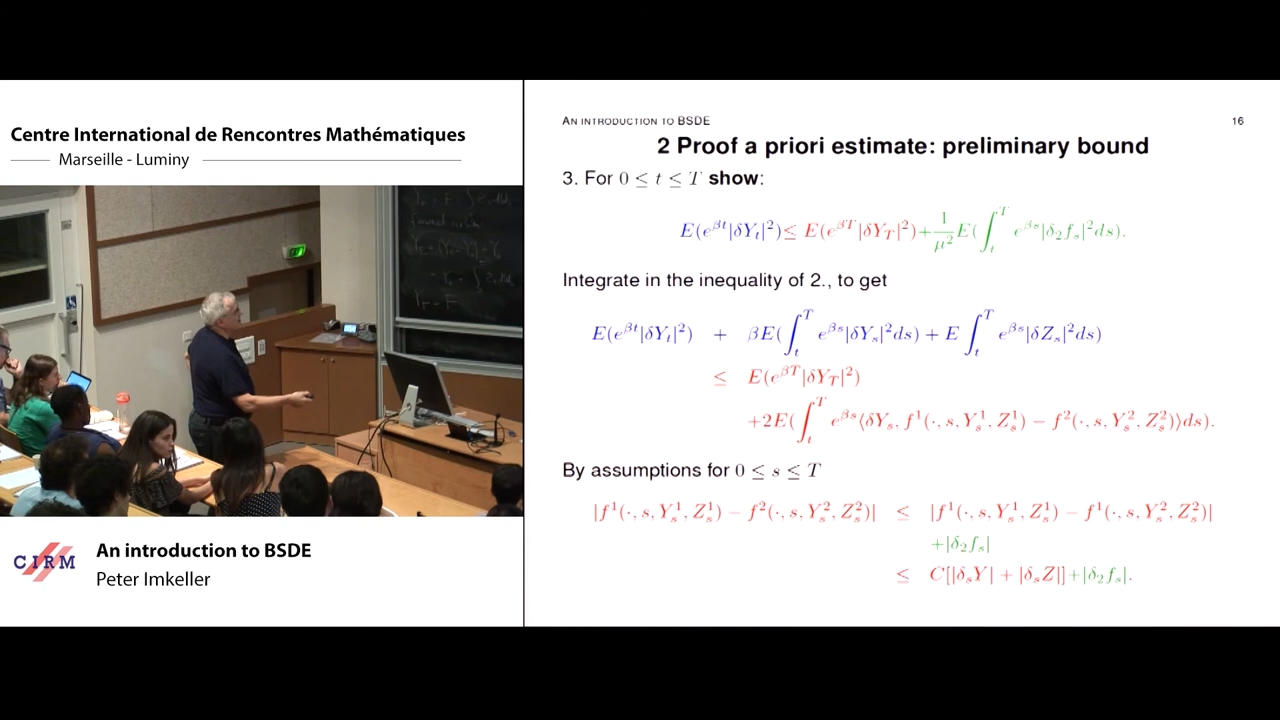 Centre International de Rencontres Mathématiques
Marseille - Luminy
CIRM
An introduction to BSDE
Peter Imkeller
AN INTRODUCTION TO BSDE
16
2 Proof a priori estimate: preliminary bound
3. For 0 ≤ t ≤ T show:
E(e^{βt}|δY_t|^2) ≤ E(e^{βT}|δY_T|^2) + \frac{1}{μ^2} E(∫_t^T e^{βs}|δ_2 f_s|^2 ds).
Integrate in the inequality of 2., to get
E(e^{βt}|δY_t|^2) + βE(∫_t^T e^{βs}|δY_s|^2 ds) + E ∫_t^T e^{βs}|δZ_s|^2 ds)
≤ E(e^{βT}|δY_T|^2)
+2E(∫_t^T e^{βs}⟨δY_s, f^1(·, s, Y_s^1, Z_s^1) − f^2(·, s, Y_s^2, Z_s^2)⟩ds).
By assumptions for 0 ≤ s ≤ T
|f^1(·, s, Y_s^1, Z_s^1) − f^2(·, s, Y_s^2, Z_s^2)| ≤ |f^1(·, s, Y_s^1, Z_s^1) − f^1(·, s, Y_s^2, Z_s^2)|
+|δ_2 f_s|
≤ C[|δ_s Y| + |δ_s Z|] + |δ_2 f_s|.